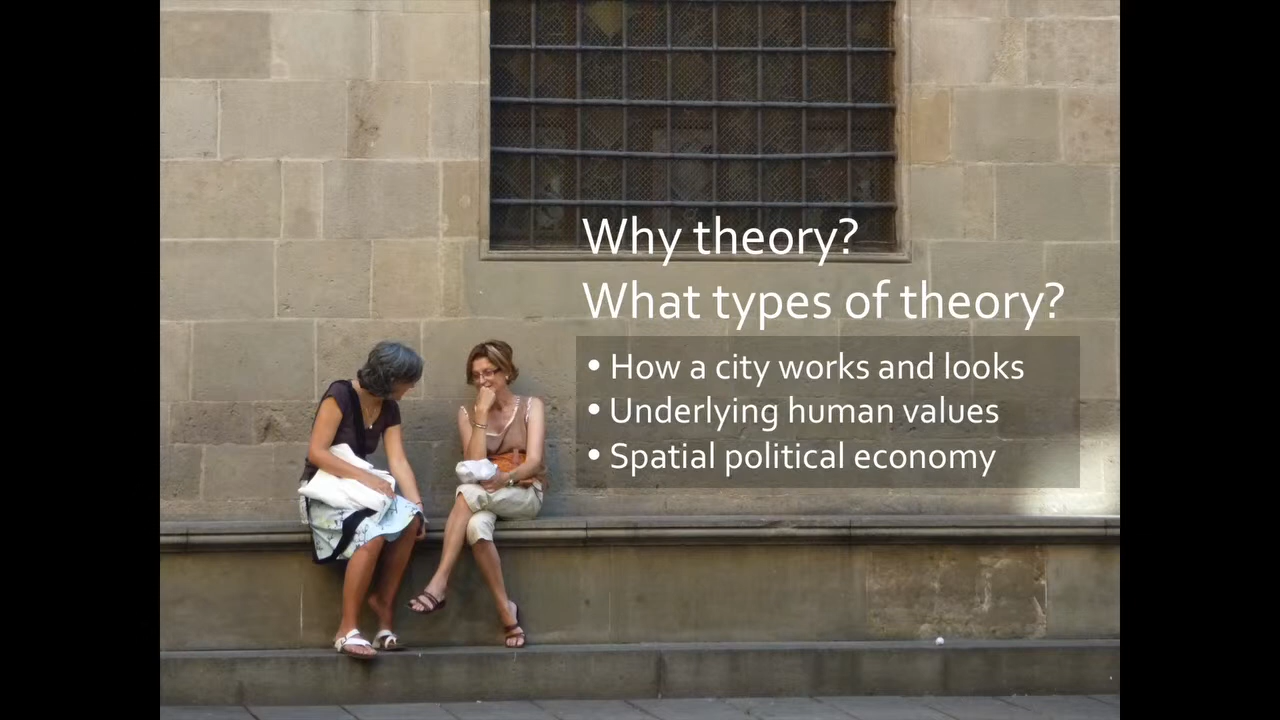 Why theory?
What types of theory?
• How a city works and looks
• Underlying human values
• Spatial political economy